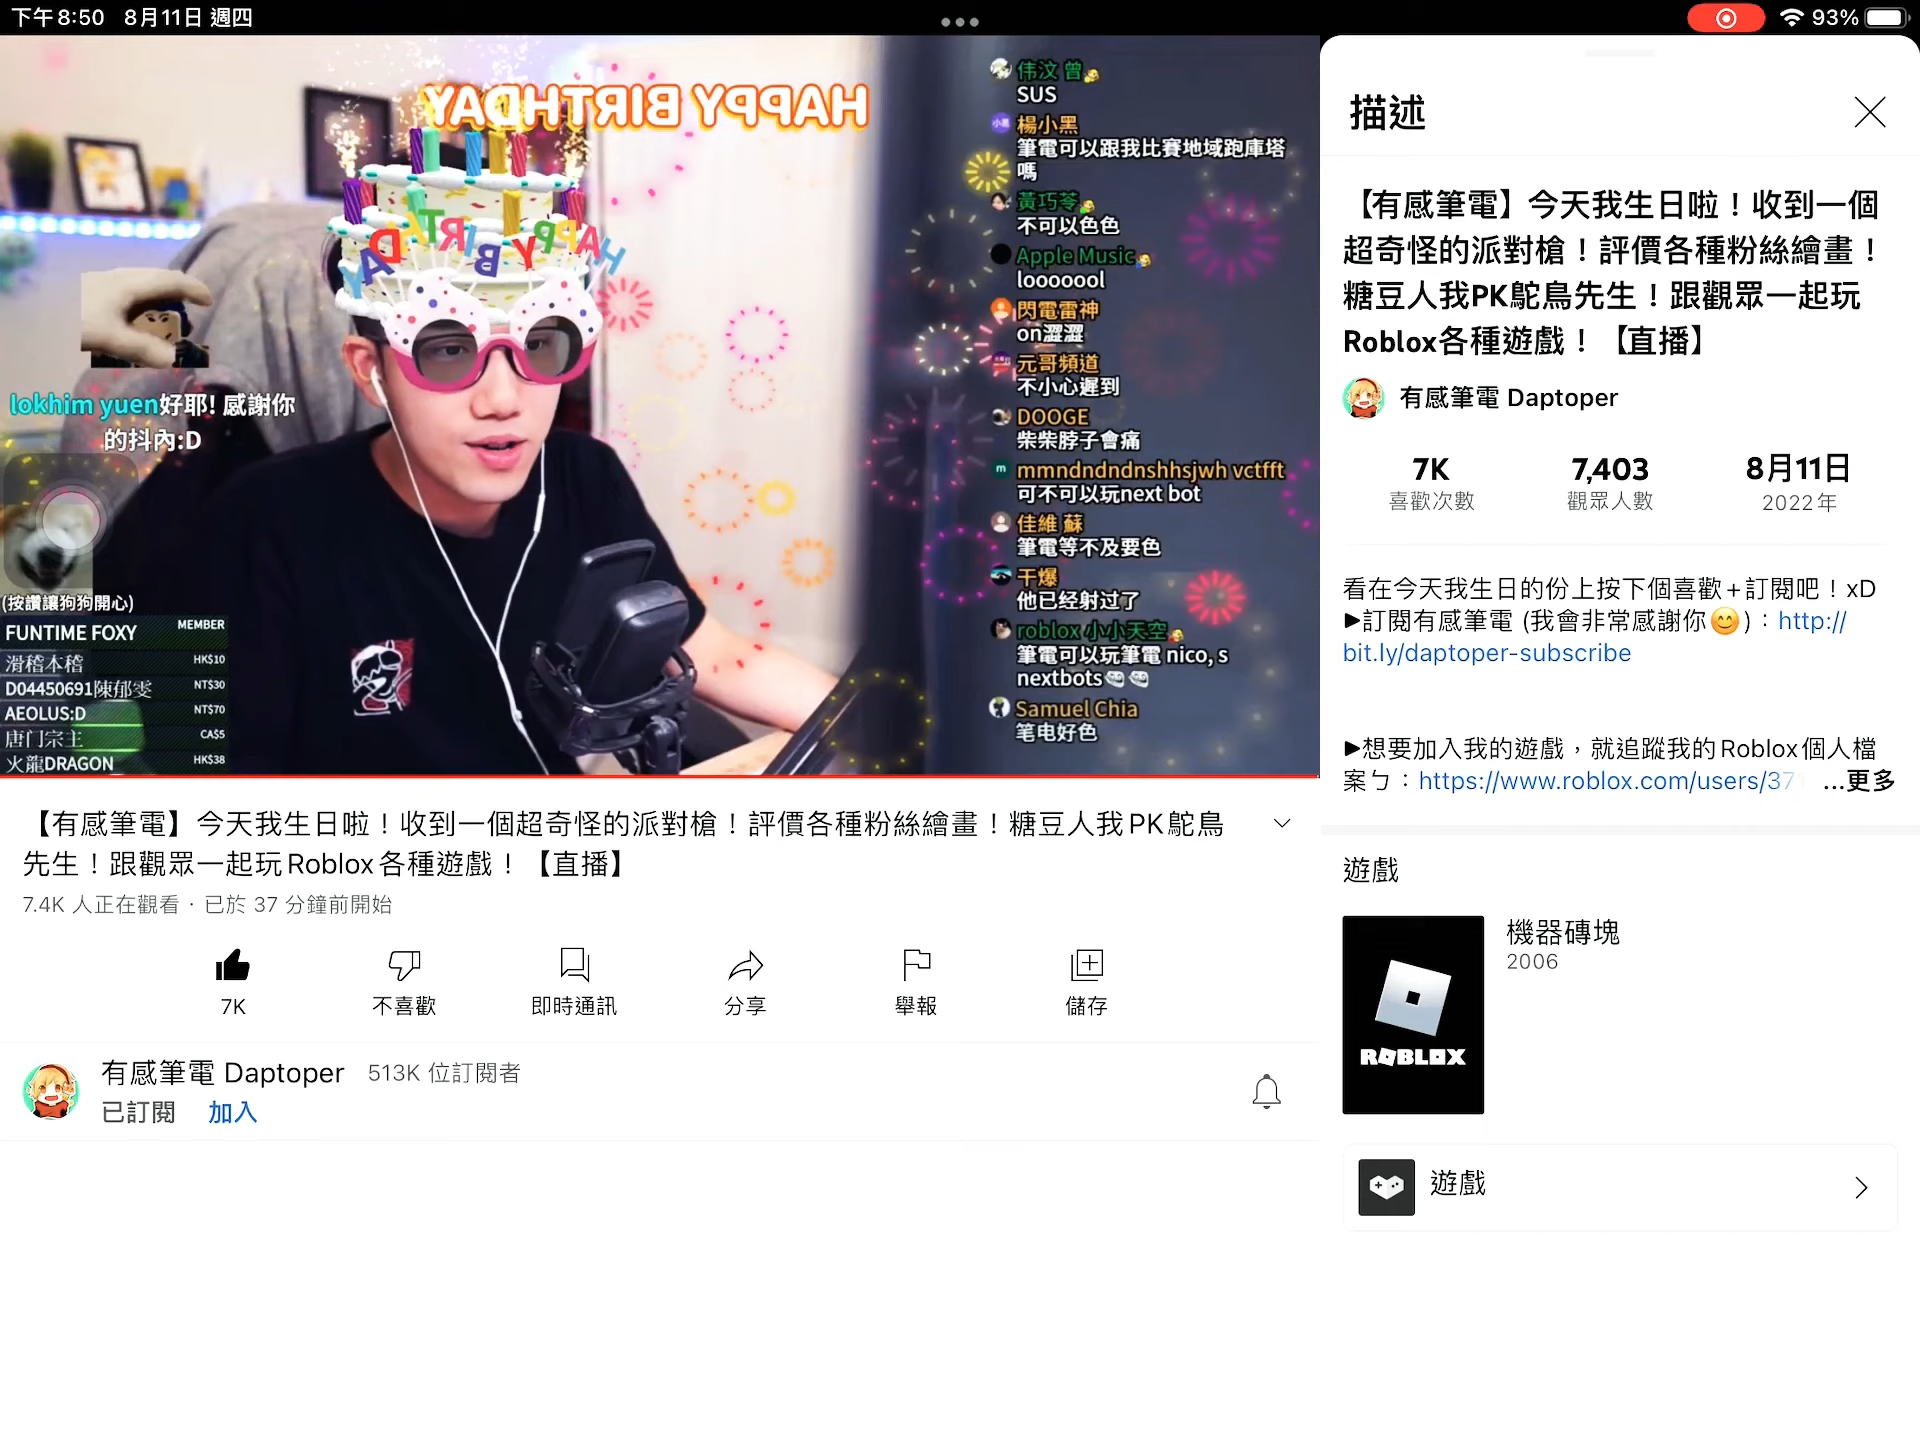 下午8:50 8月11日 週四
93%
HAPPY BIRTHDAY
HAPPY BIRTHDAY
lokhim yuen好耶! 感謝你
的抖內:D
(按讚讓狗狗開心)
FUNTIME FOXY MEMBER
滑稽本稽 HK$10
D04450691陳郁雯 NT$30
AEOLUS:D NT$70
唐门宗主 CA$5
火龍DRAGON HK$38
伟汶 曾
SUS
小黑 楊小黑
筆電可以跟我比賽地域跑庫塔
嗎
黃巧苓
不可以色色
Apple Music
looooool
閃電雷神
on澀澀
元哥頻道
不小心遲到
DOOGE
柴柴脖子會痛
m mmndndndnshhsjwh vctfft
可不可以玩next bot
佳維 蘇
筆電等不及要色
干爆
他已经射过了
roblox 小小天空
筆電可以玩筆電 nico, s
nextbots
Samuel Chia
笔电好色
【有感筆電】今天我生日啦！收到一個超奇怪的派對槍！評價各種粉絲繪畫！糖豆人我PK鴕鳥
先生！跟觀眾一起玩Roblox各種遊戲！【直播】
7.4K 人正在觀看 · 已於 37 分鐘前開始
7K 不喜歡 即時通訊 分享 舉報 儲存
有感筆電 Daptoper 513K 位訂閱者
已訂閱 加入
描述
【有感筆電】今天我生日啦！收到一個
超奇怪的派對槍！評價各種粉絲繪畫！
糖豆人我PK鴕鳥先生！跟觀眾一起玩
Roblox各種遊戲！【直播】
有感筆電 Daptoper
7K 7,403 8月11日
喜歡次數 觀眾人數 2022年
看在今天我生日的份上按下個喜歡+訂閱吧！xD
▶訂閱有感筆電 (我會非常感謝你😊)：http://
bit.ly/daptoper-subscribe
▶想要加入我的遊戲，就追蹤我的Roblox個人檔
案ㄅ：https://www.roblox.com/users/37 ...更多
遊戲
機器磚塊
2006
ROBLOX
遊戲